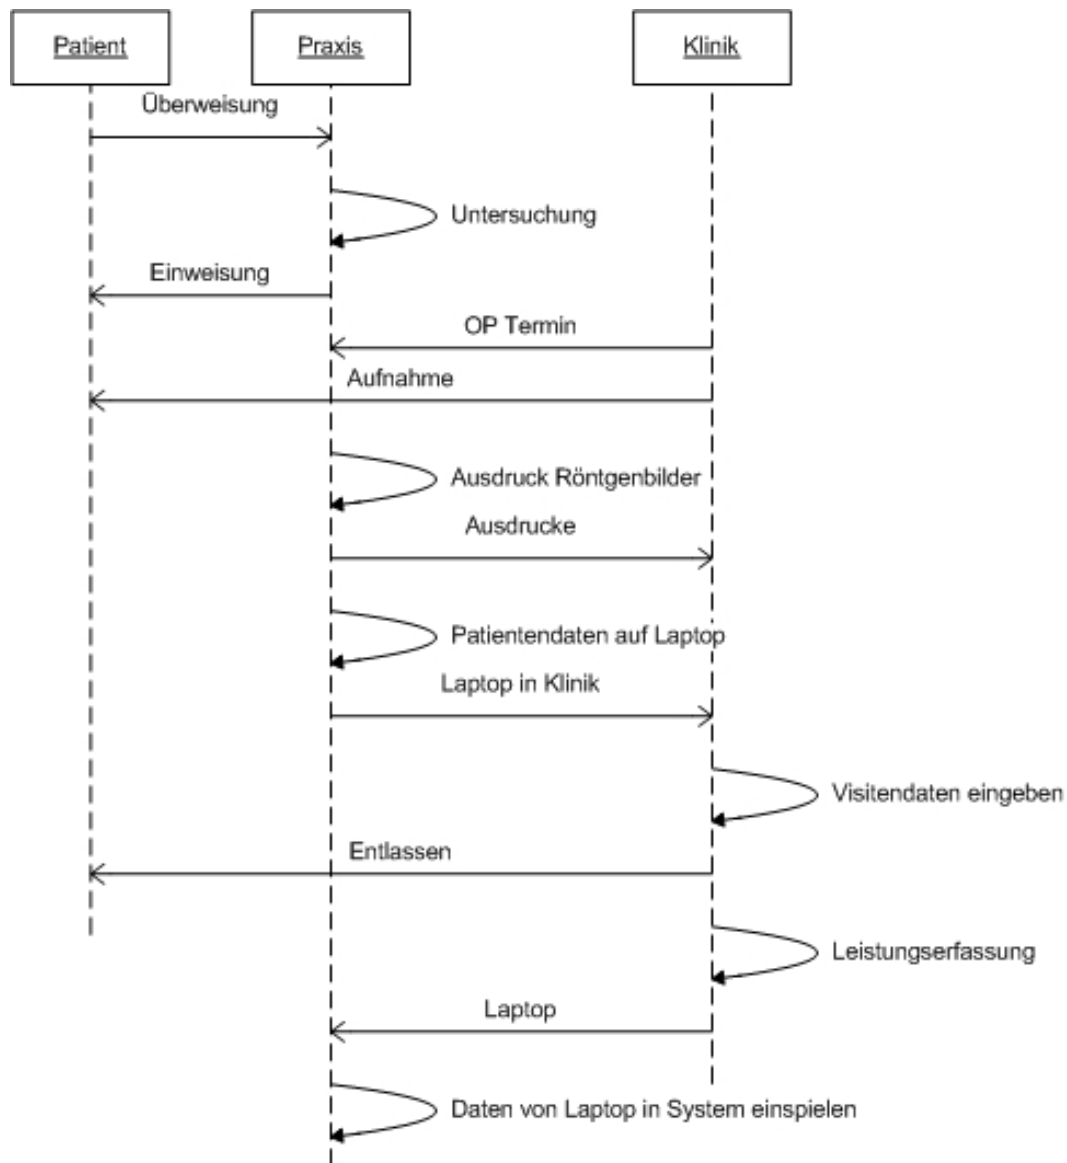 Patient
Praxis
Klinik
Überweisung
Untersuchung
Einweisung
OP Termin
Aufnahme
Ausdruck Röntgenbilder
Ausdrucke
Patientendaten auf Laptop
Laptop in Klinik
Visitendaten eingeben
Entlassen
Leistungserfassung
Laptop
Daten von Laptop in System einspielen